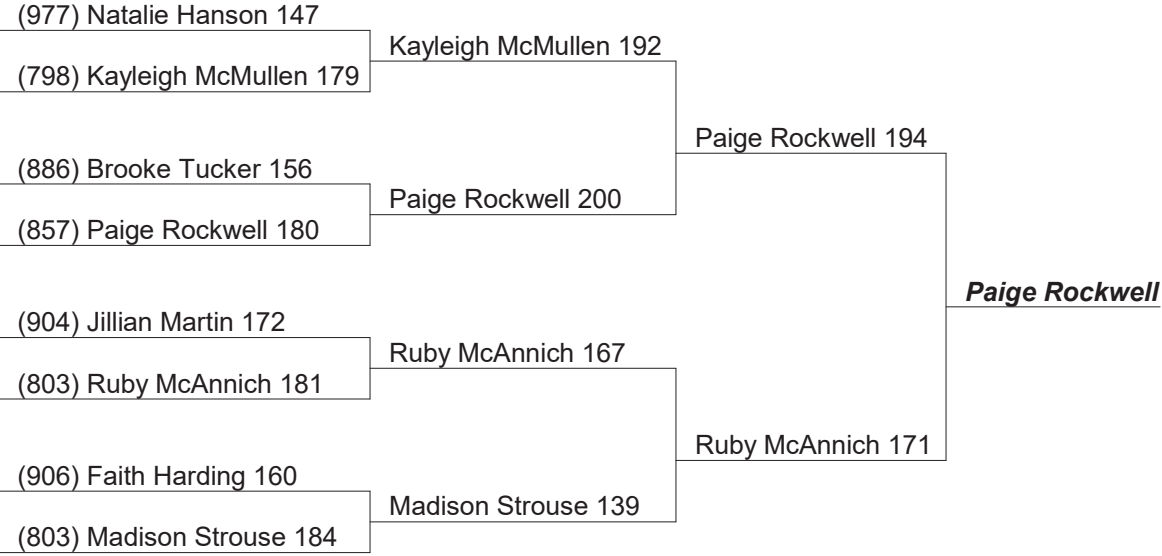 (977) Natalie Hanson 147
Kayleigh McMullen 192
(798) Kayleigh McMullen 179
Paige Rockwell 194
(886) Brooke Tucker 156
Paige Rockwell 200
(857) Paige Rockwell 180
Paige Rockwell
(904) Jillian Martin 172
Ruby McAnnich 167
(803) Ruby McAnnich 181
Ruby McAnnich 171
(906) Faith Harding 160
Madison Strouse 139
(803) Madison Strouse 184